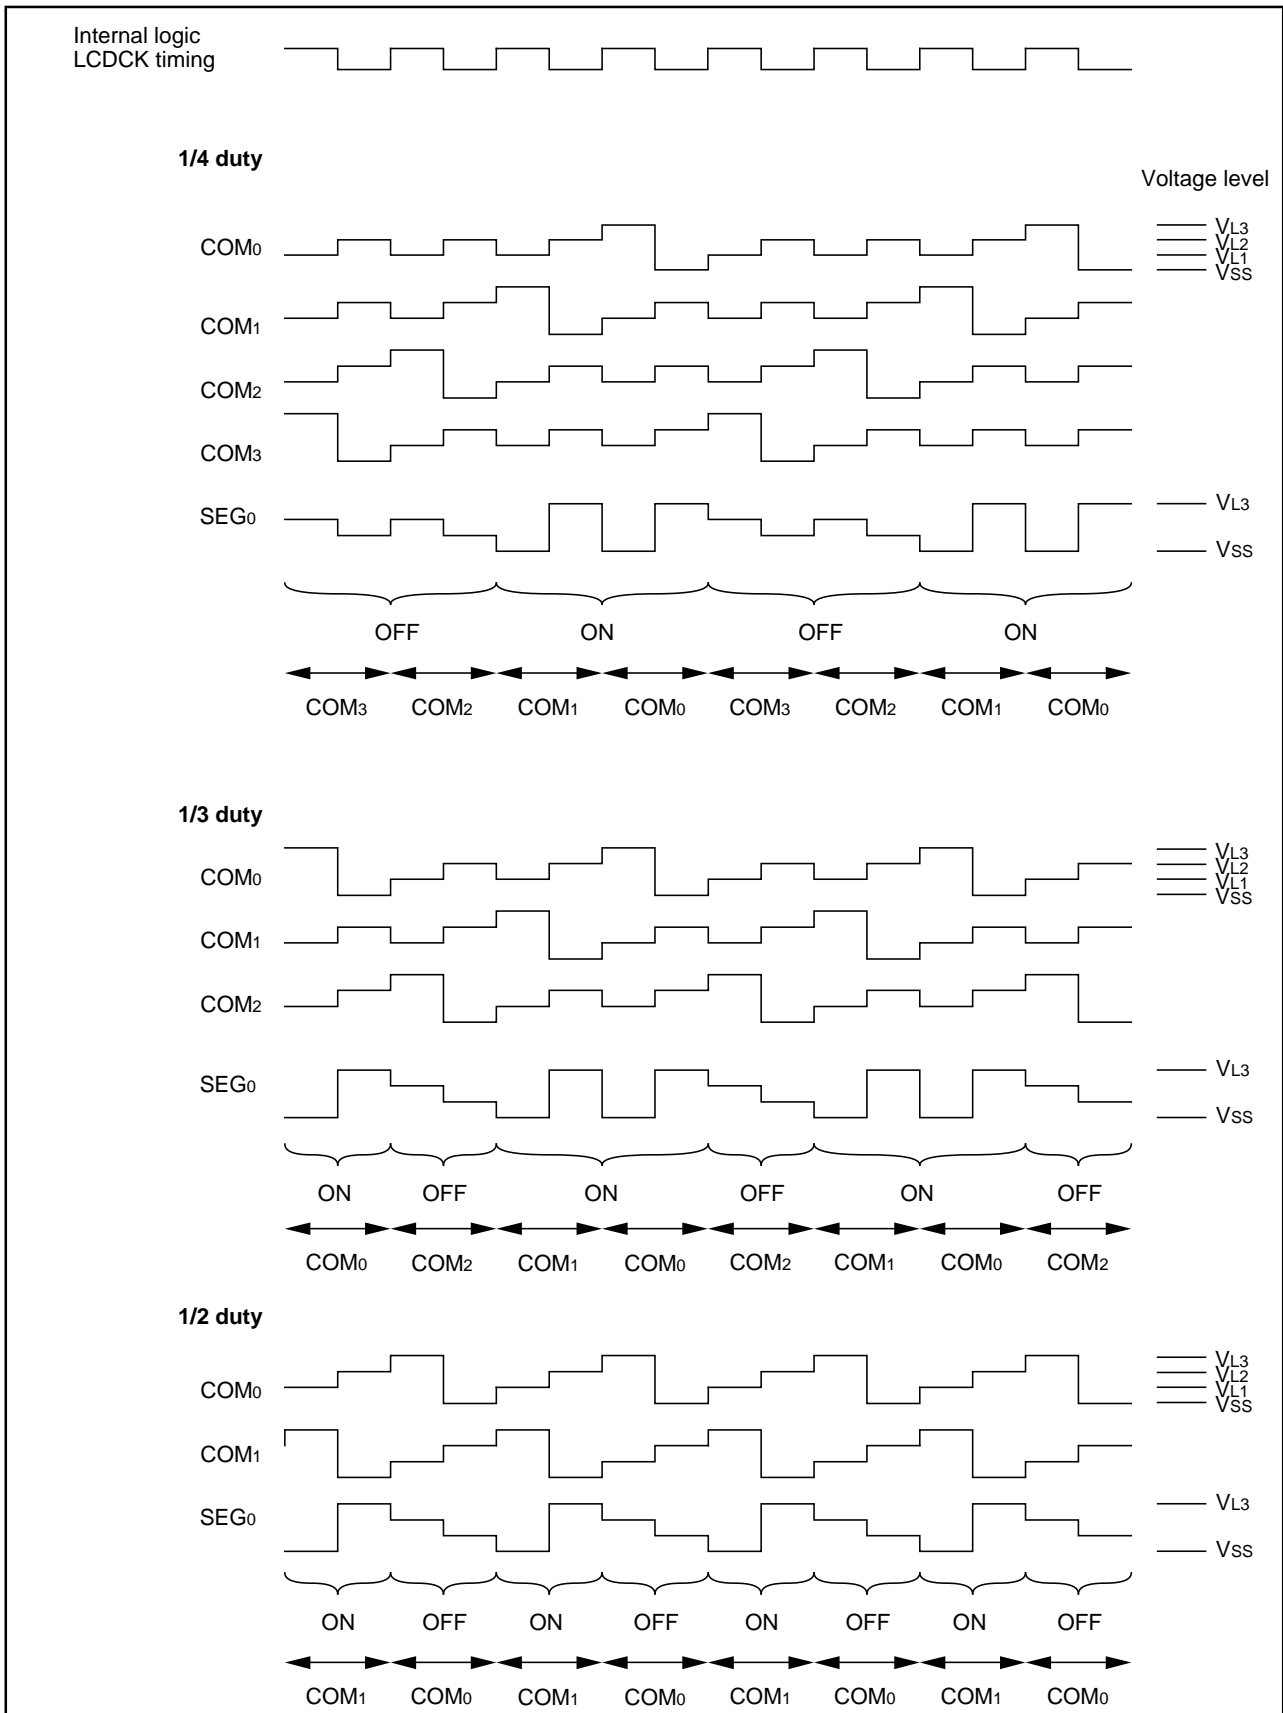 Internal logic
LCDCK timing
1/4 duty
Voltage level
COM0
VL3
VL2
VL1
VSS
COM1
COM2
COM3
SEG0
VL3
VSS
OFF ON OFF ON
COM3 COM2 COM1 COM0 COM3 COM2 COM1 COM0
1/3 duty
COM0
VL3
VL2
VL1
VSS
COM1
COM2
SEG0
VL3
VSS
ON OFF ON OFF ON OFF
COM0 COM2 COM1 COM0 COM2 COM1 COM0 COM2
1/2 duty
COM0
VL3
VL2
VL1
VSS
COM1
SEG0
VL3
VSS
ON OFF ON OFF ON OFF ON OFF
COM1 COM0 COM1 COM0 COM1 COM0 COM1 COM0